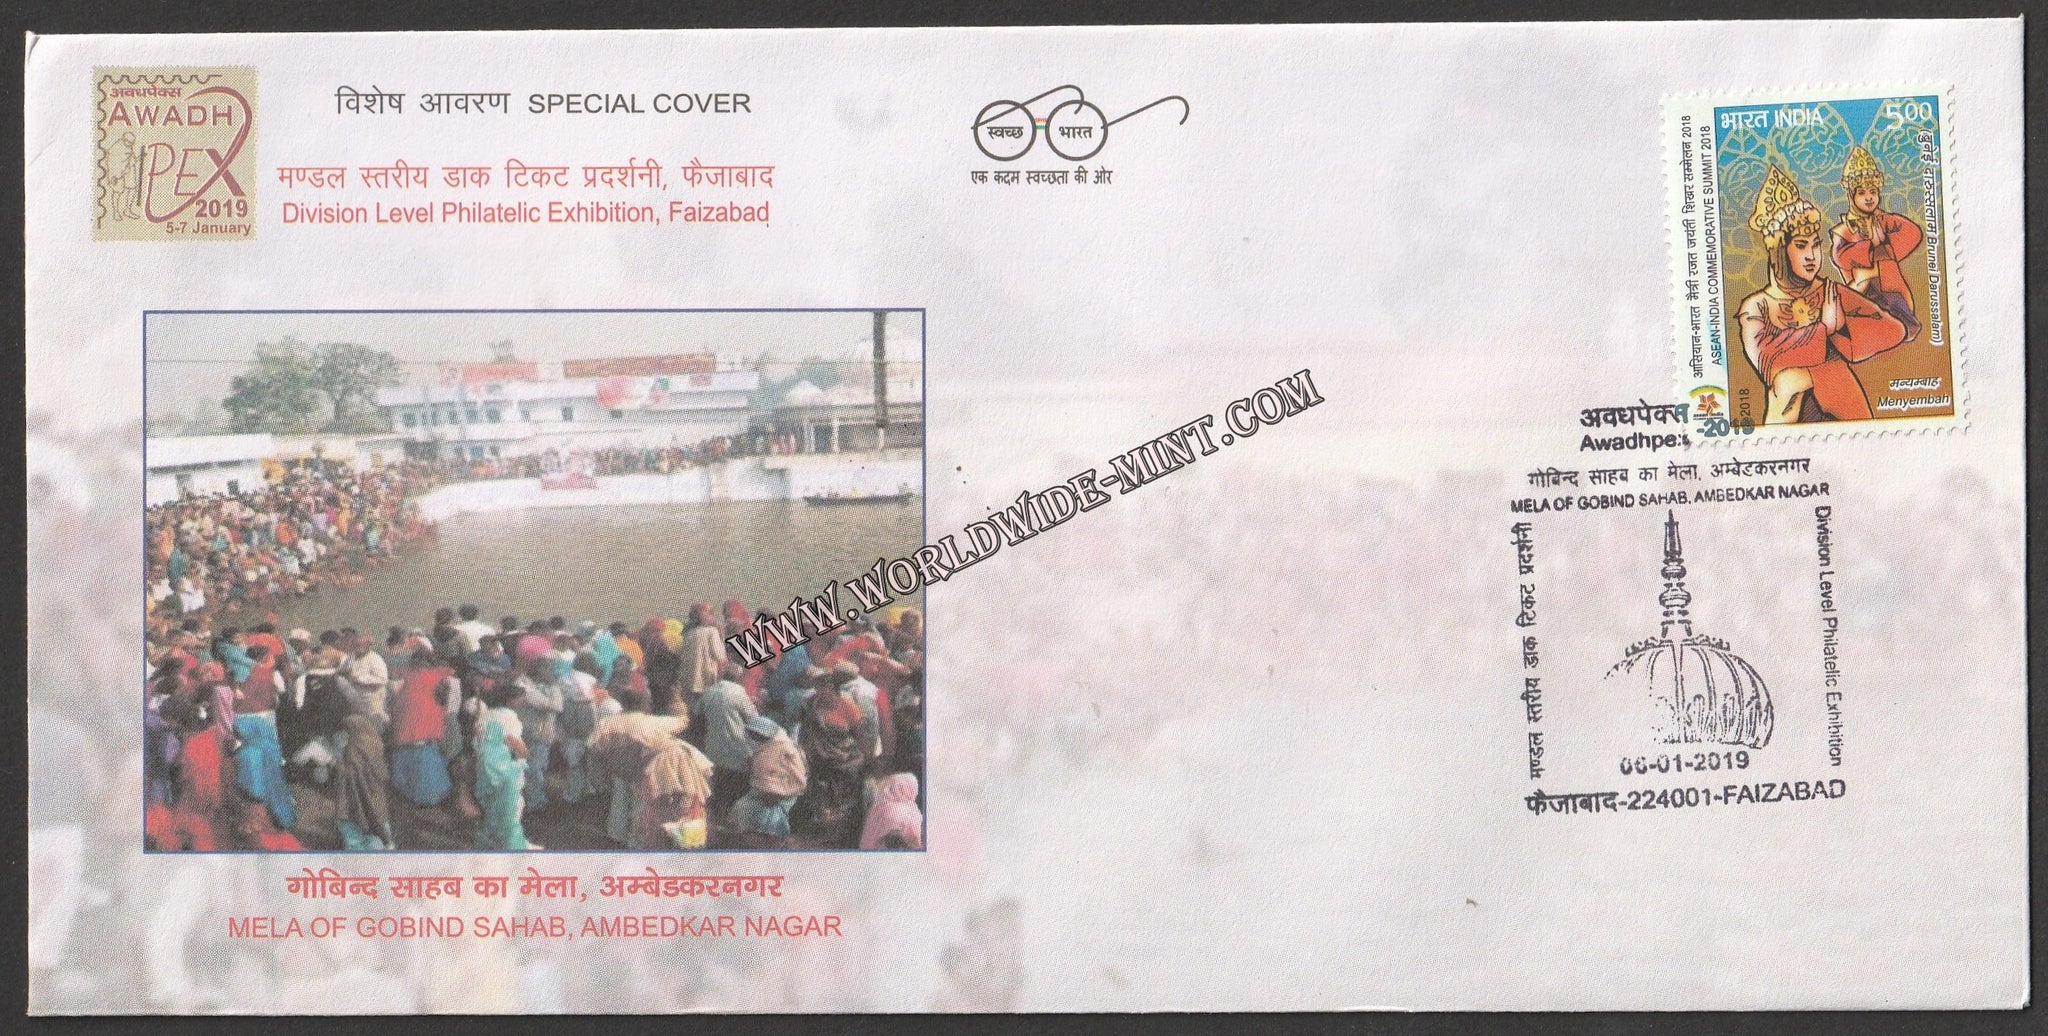 अवधपेक्स
AWADH
PEX
2019
5-7 January
विशेष आवरण SPECIAL COVER
मण्डल स्तरीय डाक टिकट प्रदर्शनी, फैजाबाद
Division Level Philatelic Exhibition, Faizabad
स्वच्छ भारत
एक कदम स्वच्छता की ओर
भारत INDIA 5.00
आसियान-भारत मैत्री रजत जयंती शिखर सम्मेलन 2018
ASEAN-INDIA COMMEMORATIVE SUMMIT 2018
(ब्रुनेई दारुस्सलाम Brunei Darussalam)
मन्यम्बाह
Menyembah
2018
अवधपेक्स -2019
Awadhpex
गोबिन्द साहब का मेला, अम्बेडकरनगर
MELA OF GOBIND SAHAB, AMBEDKAR NAGAR
मण्डल स्तरीय डाक टिकट प्रदर्शनी
Division Level Philatelic Exhibition
06-01-2019
फैजाबाद-224001-FAIZABAD
WWW.WORLDWIDE-MINT.COM
गोबिन्द साहब का मेला, अम्बेडकरनगर
MELA OF GOBIND SAHAB, AMBEDKAR NAGAR